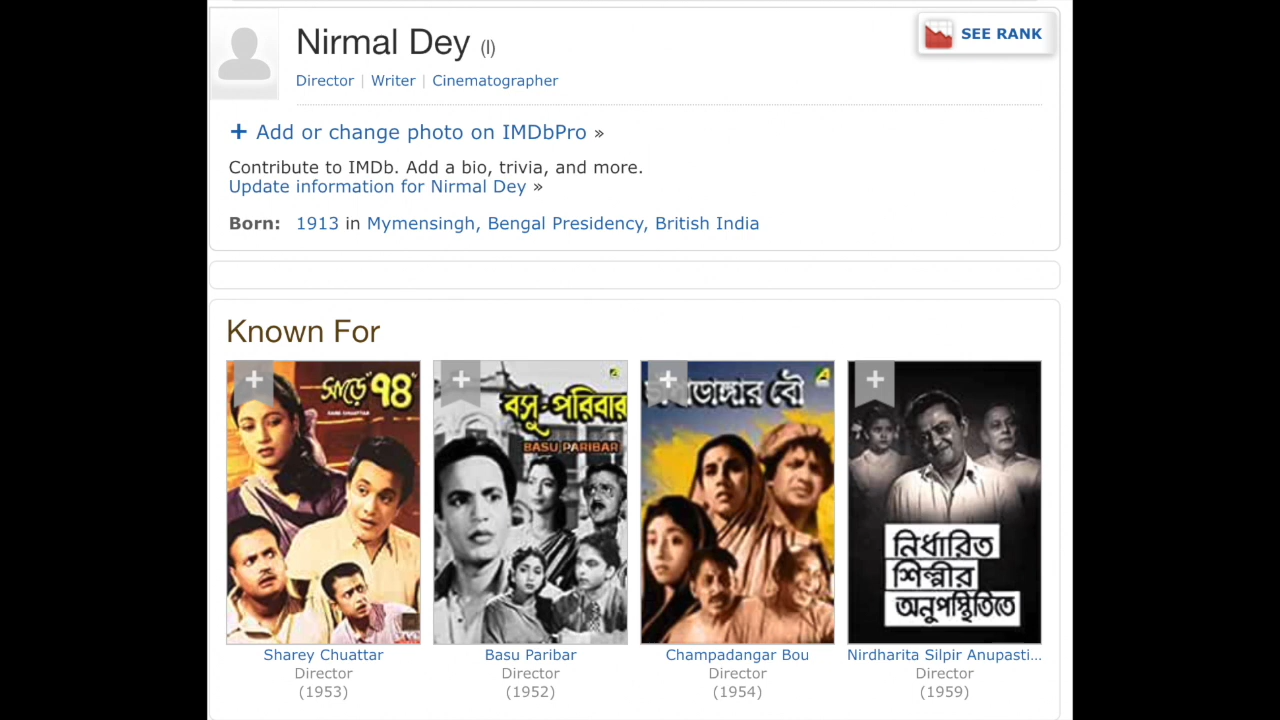 Nirmal Dey (I)
SEE RANK
Director | Writer | Cinematographer
+ Add or change photo on IMDbPro »
Contribute to IMDb. Add a bio, trivia, and more.
Update information for Nirmal Dey »
Born: 1913 in Mymensingh, Bengal Presidency, British India
Known For
সাড়ে "৭৪"
SARE CHUATTAR
বসু পরিবার
BASU PARIBAR
বৌ
নির্ধারিত
শিল্পীর
অনুপস্থিতিতে
Sharey Chuattar
Director
(1953)
Basu Paribar
Director
(1952)
Champadangar Bou
Director
(1954)
Nirdharita Silpir Anupasti...
Director
(1959)